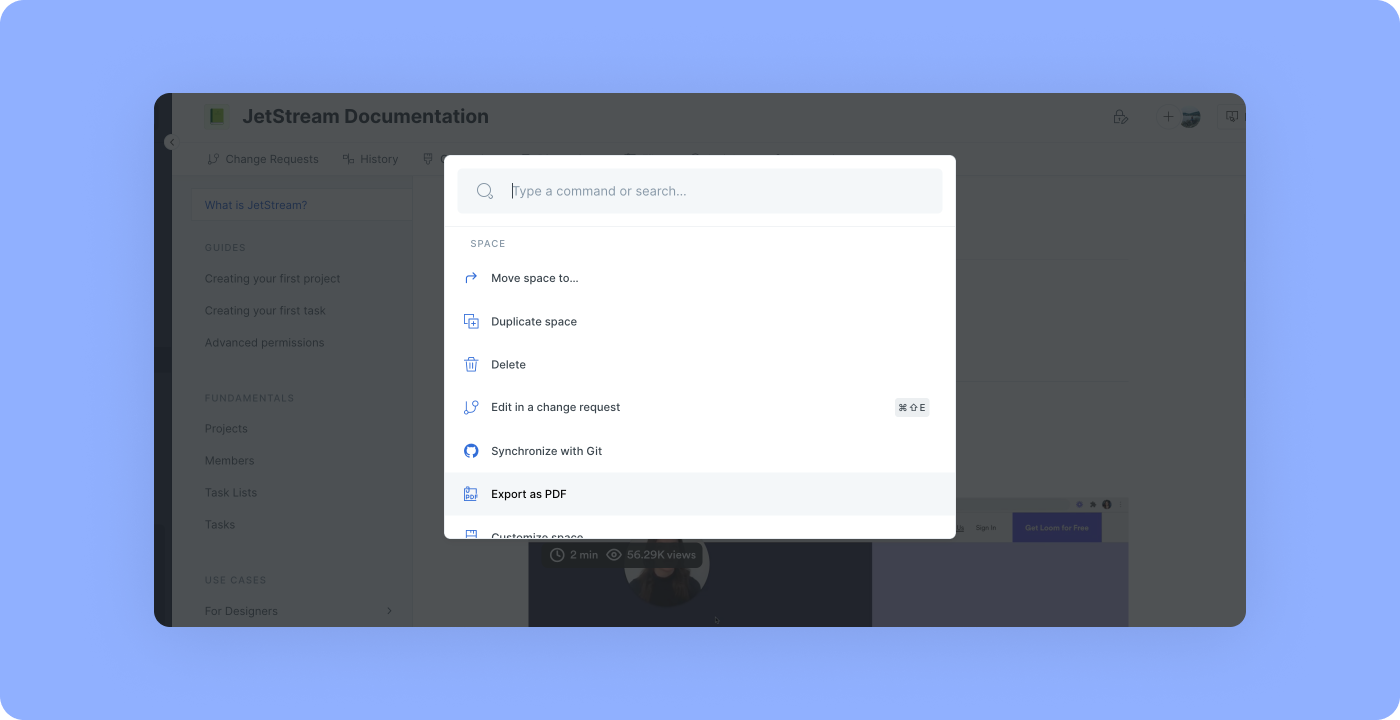 JetStream Documentation
Change Requests
History
Type a command or search...
What is JetStream?
GUIDES
Creating your first project
Creating your first task
Advanced permissions
FUNDAMENTALS
Projects
Members
Task Lists
Tasks
USE CASES
For Designers
SPACE
Move space to...
Duplicate space
Delete
Edit in a change request
⌘⇧E
Synchronize with Git
PDF
Export as PDF
Customize space
Sign In
Get Loom for Free
2 min
56.29K views